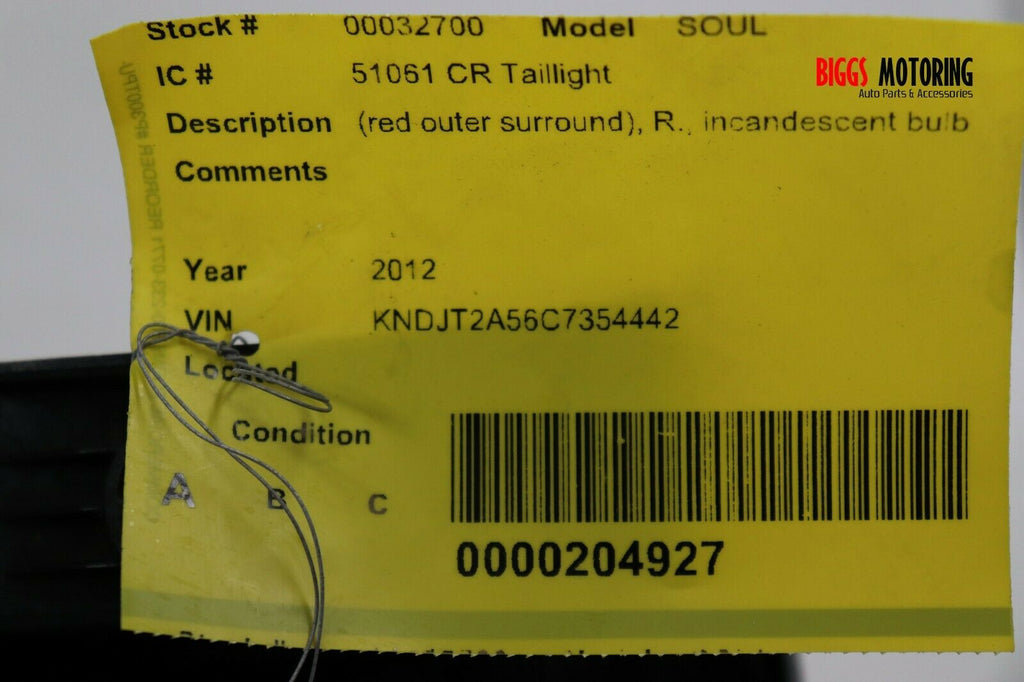 Stock # 00032700 Model SOUL
BIGGS MOTORING
Auto Parts & Accessories
IC # 51061 CR Taillight
Description (red outer surround), R., incandescent bulb
Comments
Year 2012
VIN KNDJT2A56C7354442
Located
Condition
A B C
0000204927